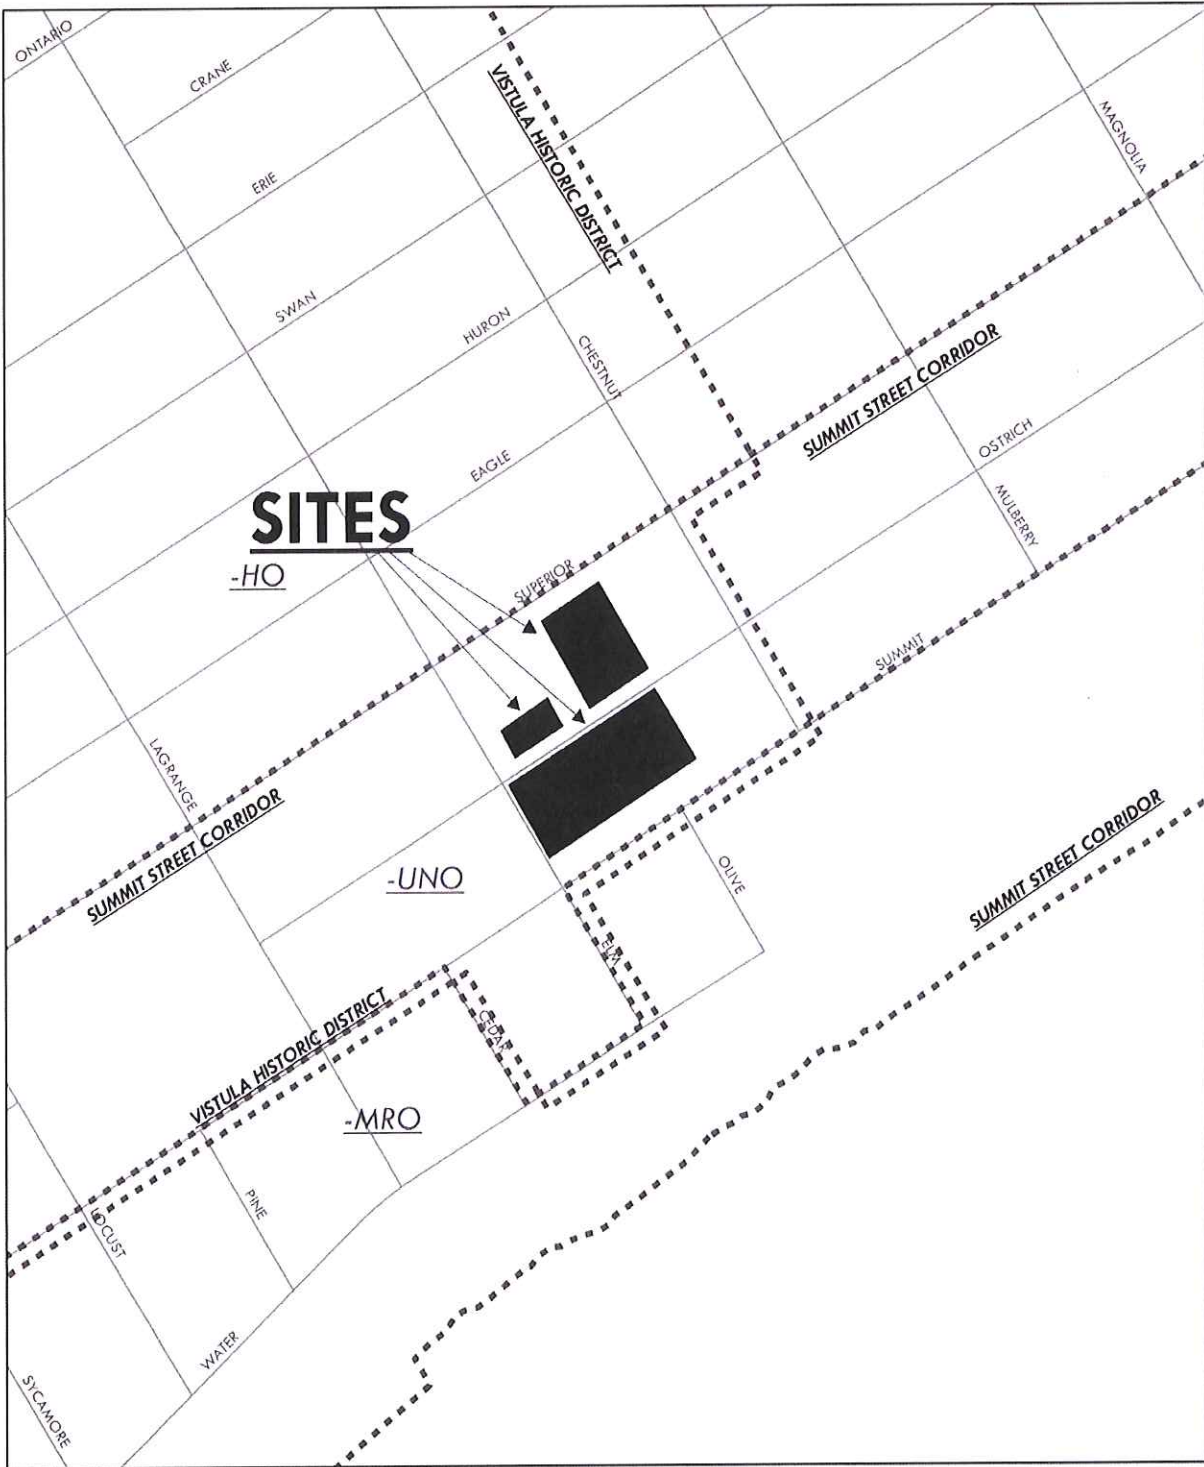 ONTARIO
CRANE
VISTULA HISTORIC DISTRICT
MAGNOLIA
ERIE
SWAN
HURON
CHESTNUT
SUMMIT STREET CORRIDOR
OSTRICH
EAGLE
MULBERRY
SITES
-HO
SUPERIOR
SUMMIT
LAGRANGE
SUMMIT STREET CORRIDOR
-UNO
OLIVE
SUMMIT STREET CORRIDOR
ELM
VISTULA HISTORIC DISTRICT
CEDAR
-MRO
PINE
LOCUST
WATER
SYCAMORE